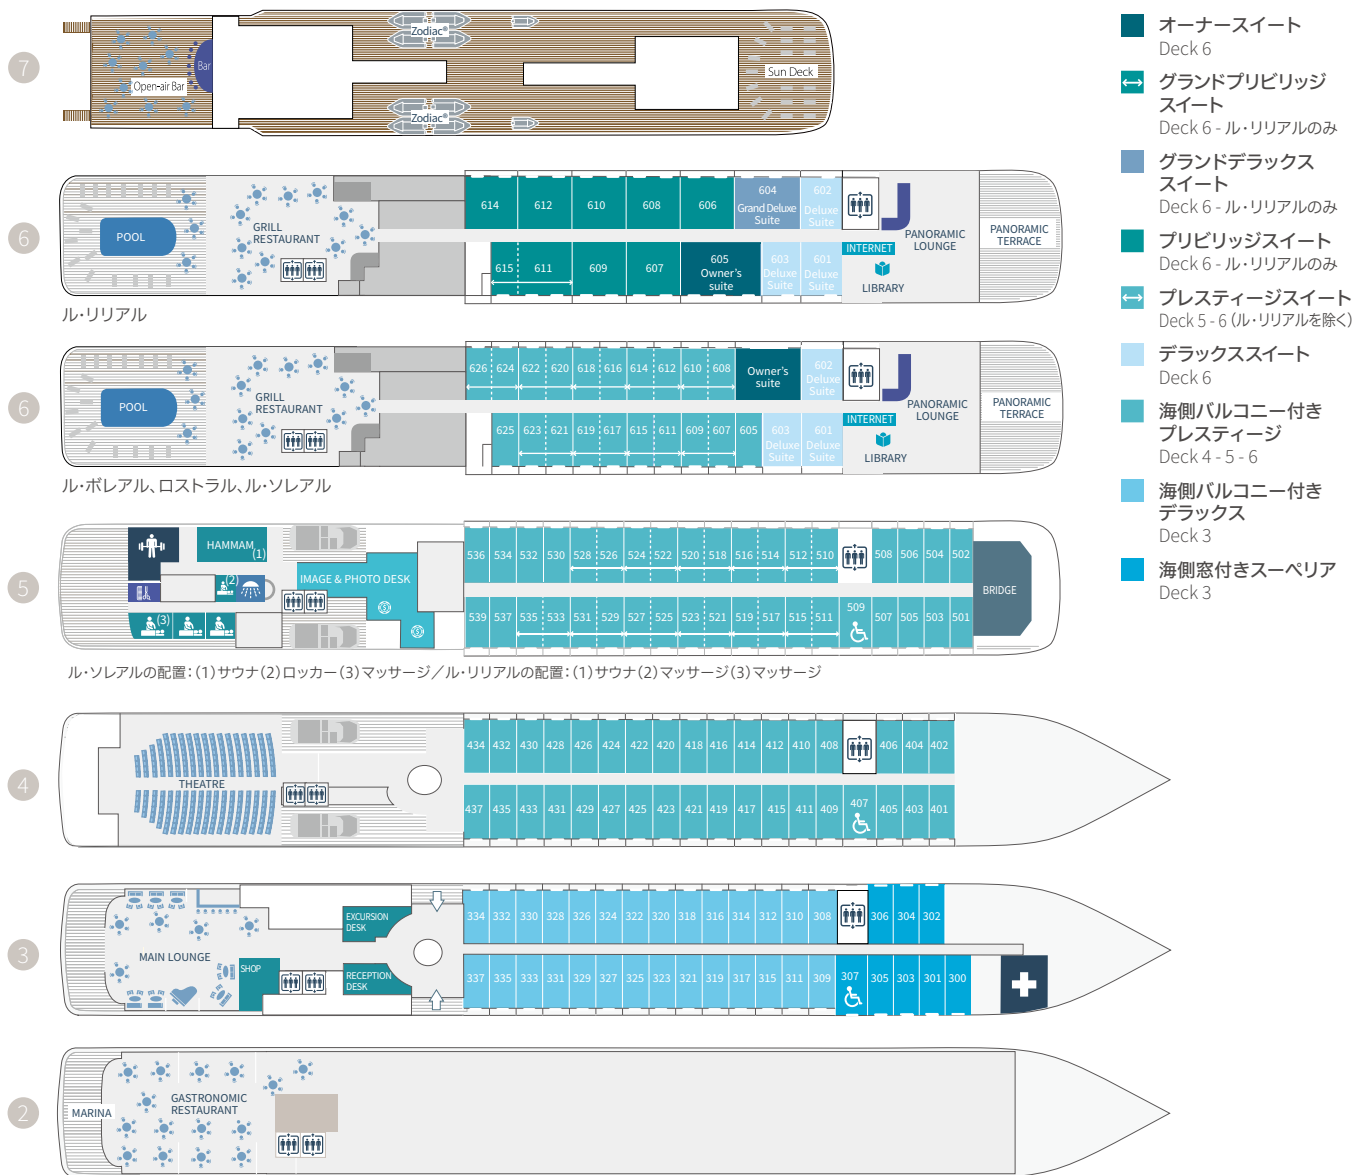 7
Zodiac®
Bar
Open-air Bar
Sun Deck
Zodiac®
6
POOL
GRILL
RESTAURANT
614 612 610 608 606
604
Grand Deluxe
Suite
602
Deluxe
Suite
615 611 609 607
605
Owner's
suite
603
Deluxe
Suite
601
Deluxe
Suite
INTERNET
LIBRARY
PANORAMIC
LOUNGE
PANORAMIC
TERRACE
ル・リリアル
6
POOL
GRILL
RESTAURANT
626 624 622 620 618 616 614 612 610 608
Owner's
suite
602
Deluxe
Suite
625 623 621 619 617 615 611 609 607 605
603
Deluxe
Suite
601
Deluxe
Suite
INTERNET
LIBRARY
PANORAMIC
LOUNGE
PANORAMIC
TERRACE
ル・ボレアル、ロストラル、ル・ソレアル
5
HAMMAM
(1)
(2)
(3)
IMAGE & PHOTO DESK
536 534 532 530 528 526 524 522 520 518 516 514 512 510 508 506 504 502
539 537 535 533 531 529 527 525 523 521 519 517 515 511 509 507 505 503 501
BRIDGE
ル・ソレアルの配置：(1)サウナ(2)ロッカー(3)マッサージ／ル・リリアルの配置：(1)サウナ(2)マッサージ(3)マッサージ
4
THEATRE
434 432 430 428 426 424 422 420 418 416 414 412 410 408 406 404 402
437 435 433 431 429 427 425 423 421 419 417 415 411 409 407 405 403 401
3
MAIN LOUNGE
SHOP
EXCURSION
DESK
RECEPTION
DESK
334 332 330 328 326 324 322 320 318 316 314 312 310 308 306 304 302
337 335 333 331 329 327 325 323 321 319 317 315 311 309 307 305 303 301 300
2
MARINA
GASTRONOMIC
RESTAURANT
オーナースイート
Deck 6
グランドプリビリッジ
スイート
Deck 6 - ル・リリアルのみ
グランドデラックス
スイート
Deck 6 - ル・リリアルのみ
プリビリッジスイート
Deck 6 - ル・リリアルのみ
プレスティージスイート
Deck 5 - 6 (ル・リリアルを除く)
デラックススイート
Deck 6
海側バルコニー付き
プレスティージ
Deck 4 - 5 - 6
海側バルコニー付き
デラックス
Deck 3
海側窓付きスーペリア
Deck 3